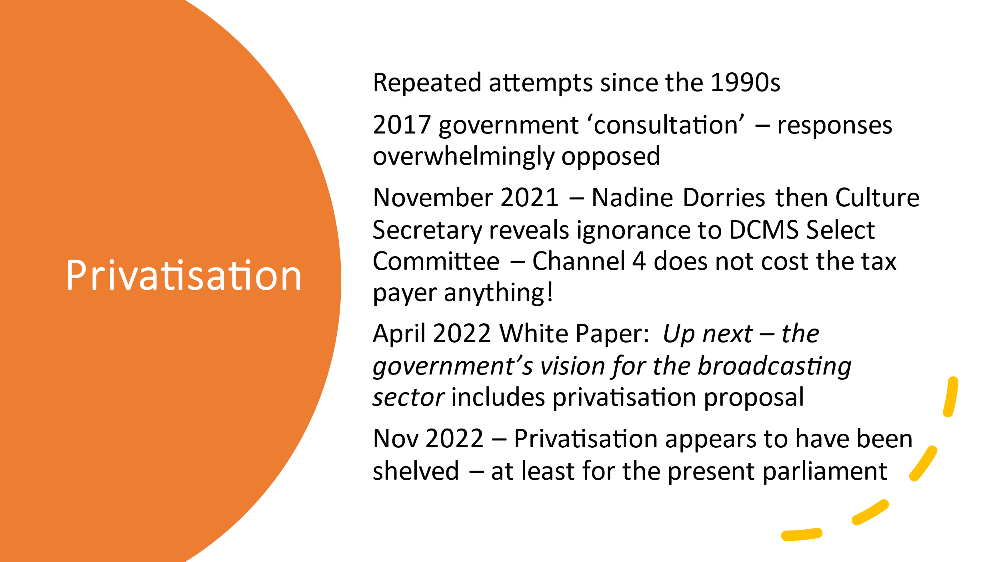 Privatisation
Repeated attempts since the 1990s
2017 government ‘consultation’ – responses
overwhelmingly opposed
November 2021 – Nadine Dorries then Culture
Secretary reveals ignorance to DCMS Select
Committee – Channel 4 does not cost the tax
payer anything!
April 2022 White Paper:  Up next – the
government’s vision for the broadcasting
sector includes privatisation proposal
Nov 2022 – Privatisation appears to have been
shelved – at least for the present parliament